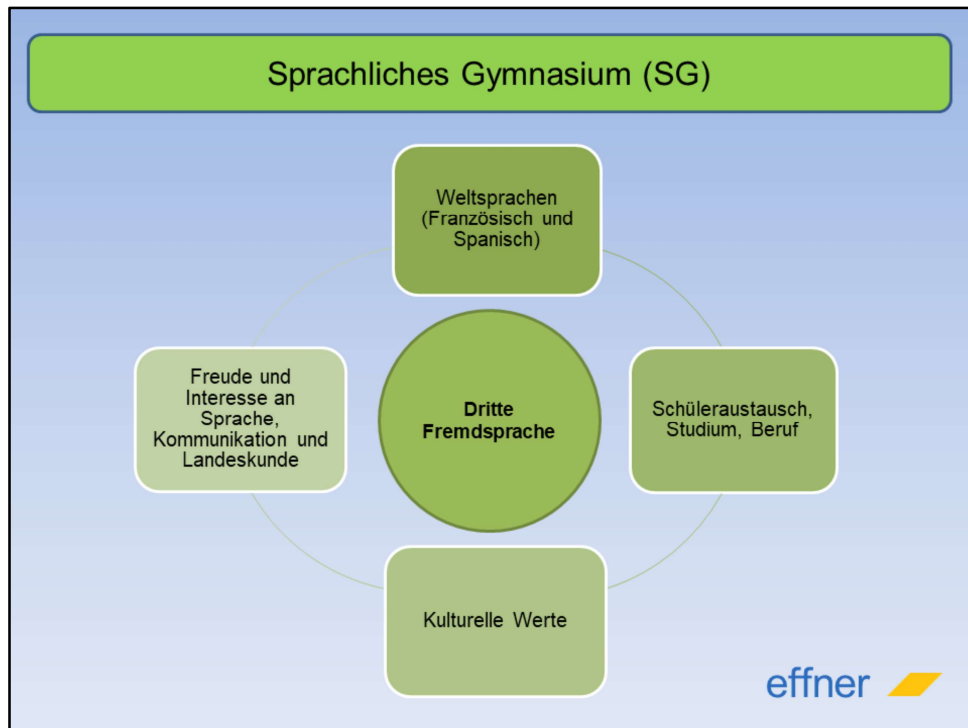 Sprachliches Gymnasium (SG)
Weltsprachen
(Französisch und
Spanisch)
Freude und
Interesse an
Sprache,
Kommunikation und
Landeskunde
Dritte
Fremdsprache
Schüleraustausch,
Studium, Beruf
Kulturelle Werte
effner